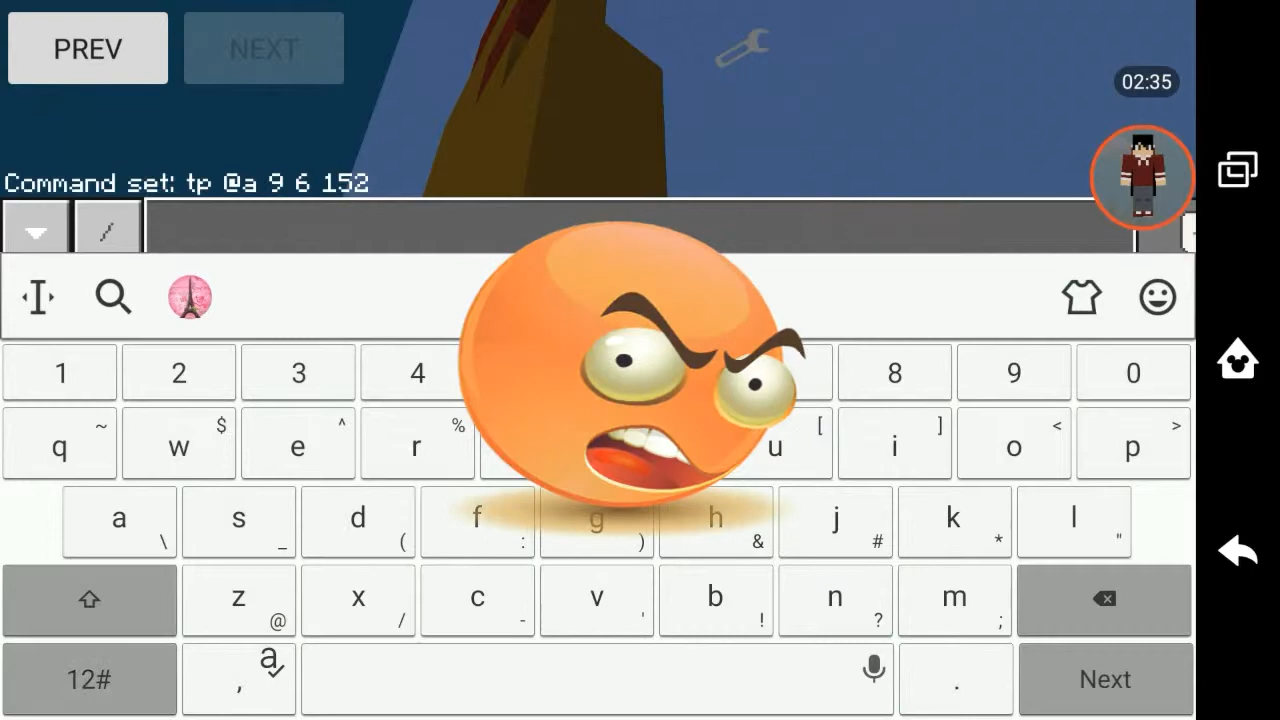 PREV NEXT
02:35
Command set: tp @a 9 6 152
/
1 2 3 4 8 9 0
q ~ w $ e ^ r % u [ i ] o < p >
a \ s _ d ( f : g ) h & j # k * l "
z @ x / c - v ' b ! n ? m ;
12# , a . Next